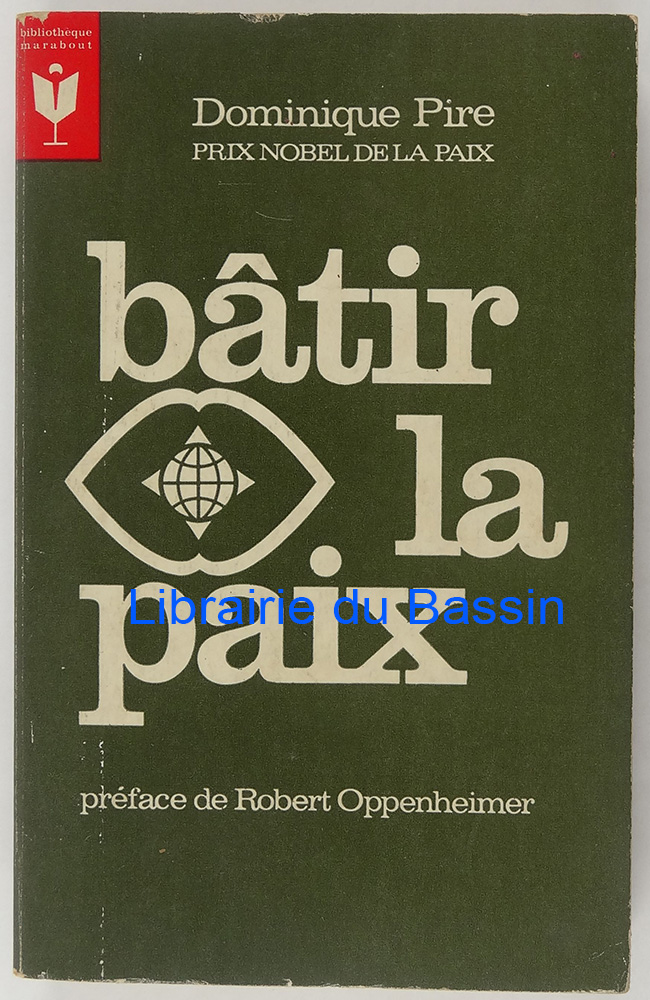 bibliothèque
marabout
Dominique Pire
PRIX NOBEL DE LA PAIX
bâtir
la
paix
Librairie du Bassin
préface de Robert Oppenheimer